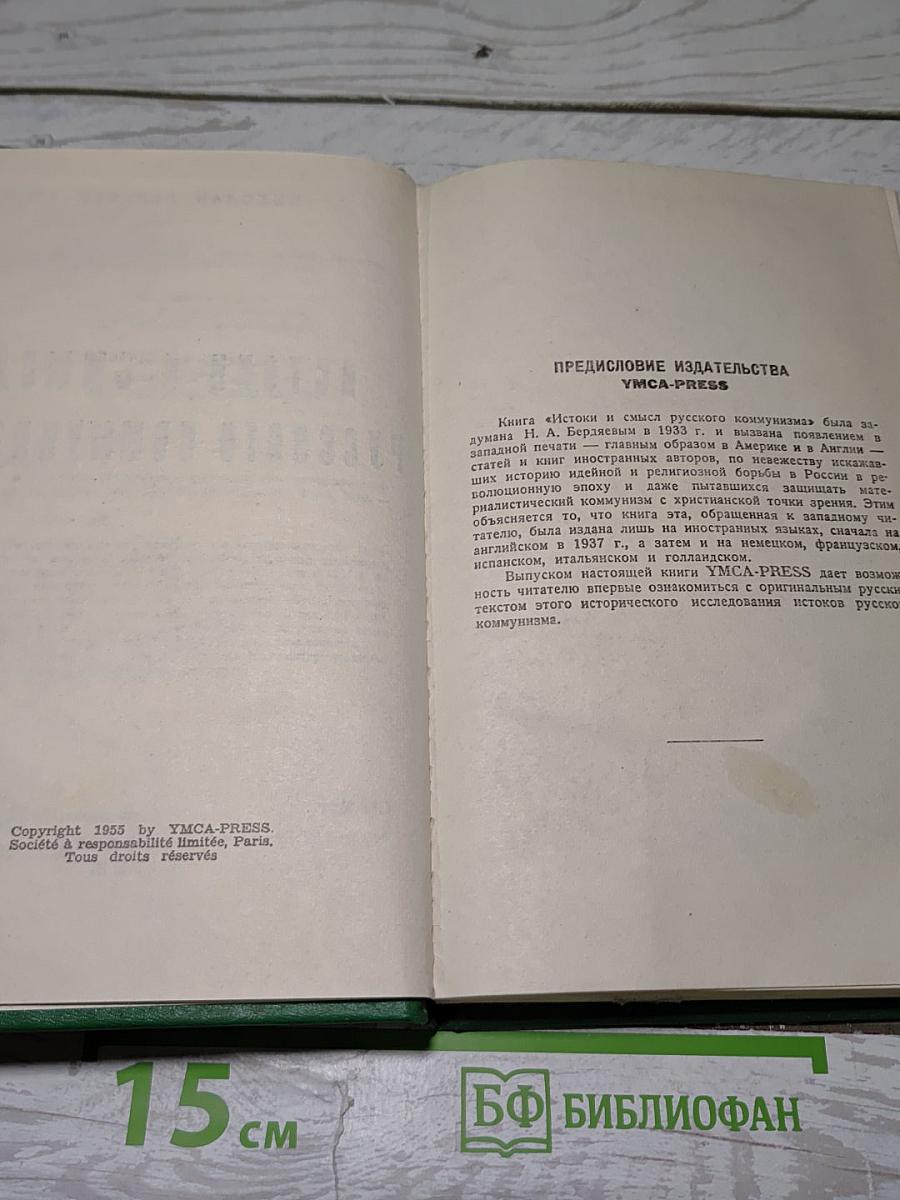 Copyright 1955 by YMCA-PRESS.
Société à responsabilité limitée, Paris.
Tous droits réservés
ПРЕДИСЛОВИЕ ИЗДАТЕЛЬСТВА
YMCA-PRESS
Книга «Истоки и смысл русского коммунизма» была за-
думана Н. А. Бердяевым в 1933 г. и вызвана появлением в
западной печати — главным образом в Америке и в Англии —
статей и книг иностранных авторов, по невежеству искажав-
ших историю идейной и религиозной борьбы в России в ре-
волюционную эпоху и даже пытавшихся защищать мате-
риалистический коммунизм с христианской точки зрения. Этим
объясняется то, что книга эта, обращенная к западному чи-
тателю, была издана лишь на иностранных языках, сначала на
английском в 1937 г., а затем и на немецком, французском,
испанском, итальянском и голландском.
Выпуском настоящей книги YMCA-PRESS дает возмож
ность читателю впервые ознакомиться с оригинальным русски
текстом этого исторического исследования истоков русско
коммунизма.
15 см
БФ БИБЛИОФАН